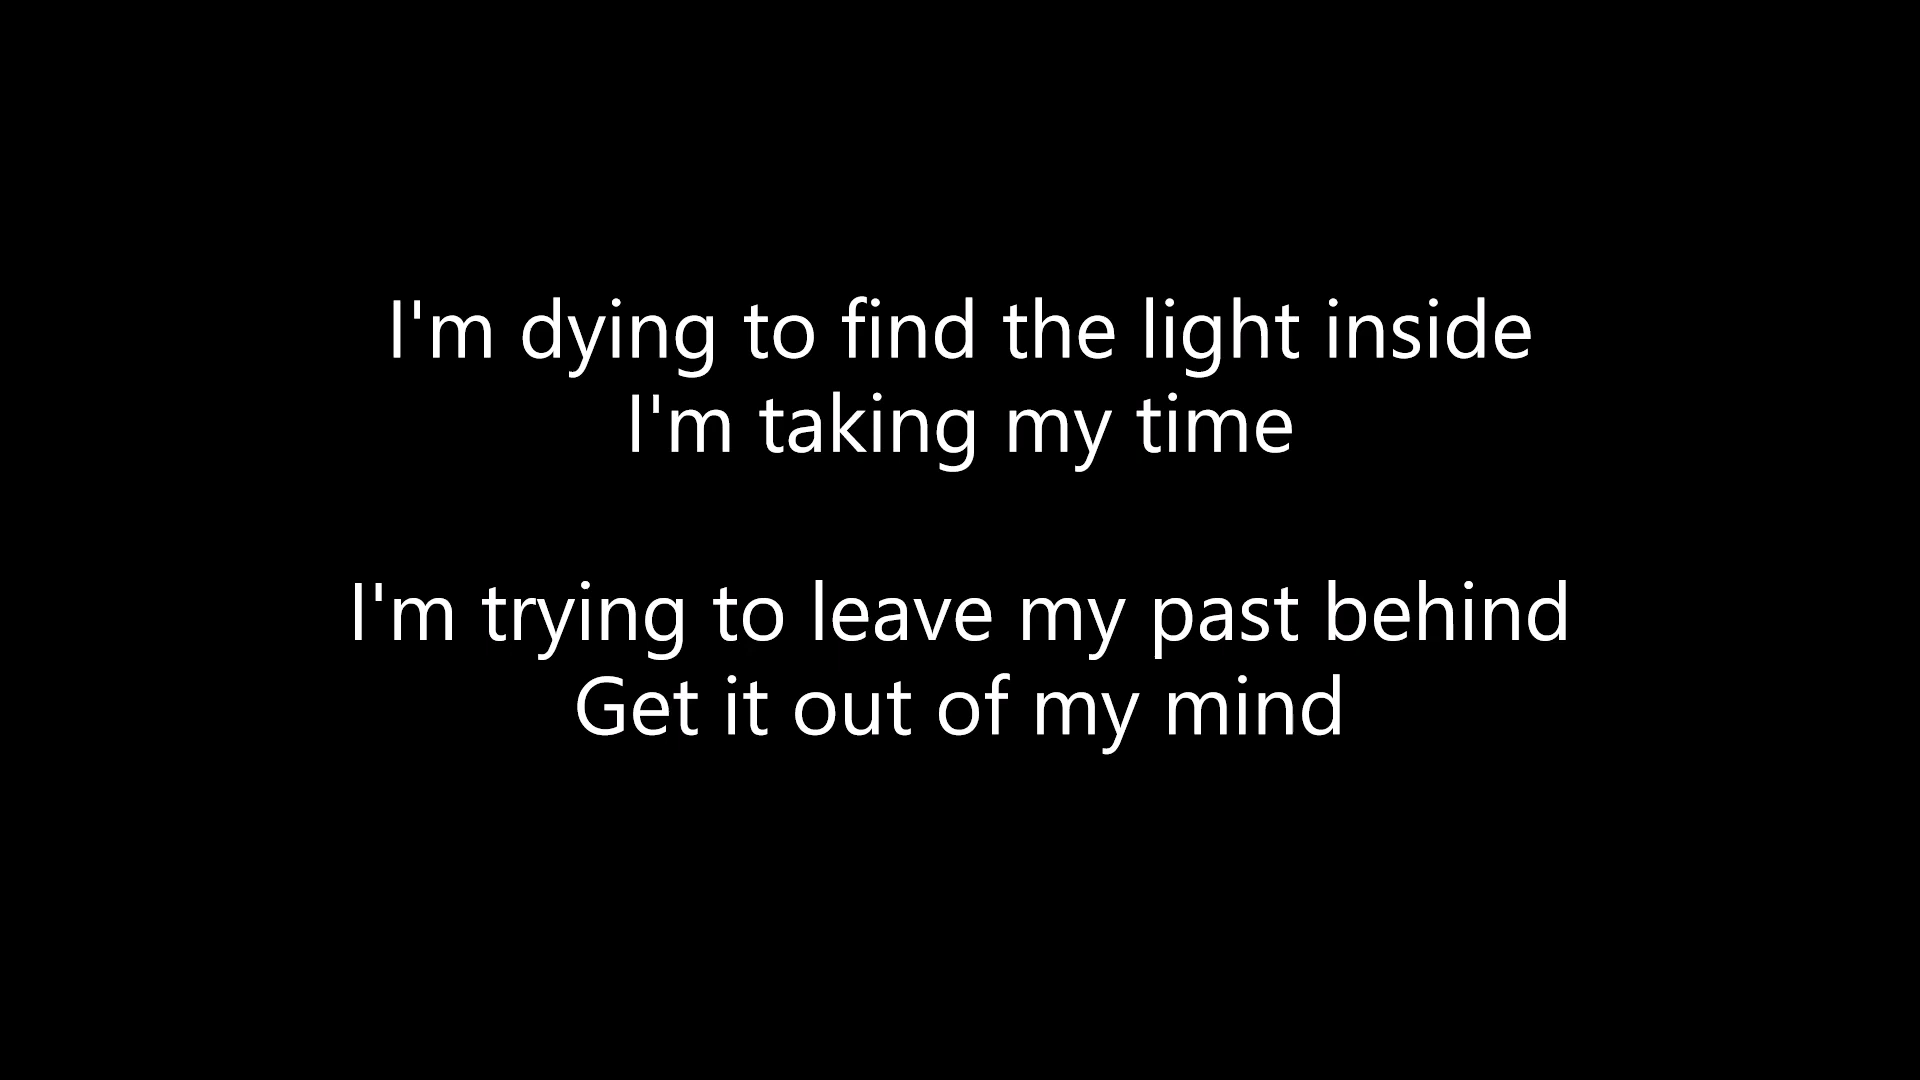 I'm dying to find the light inside
I'm taking my time
I'm trying to leave my past behind
Get it out of my mind